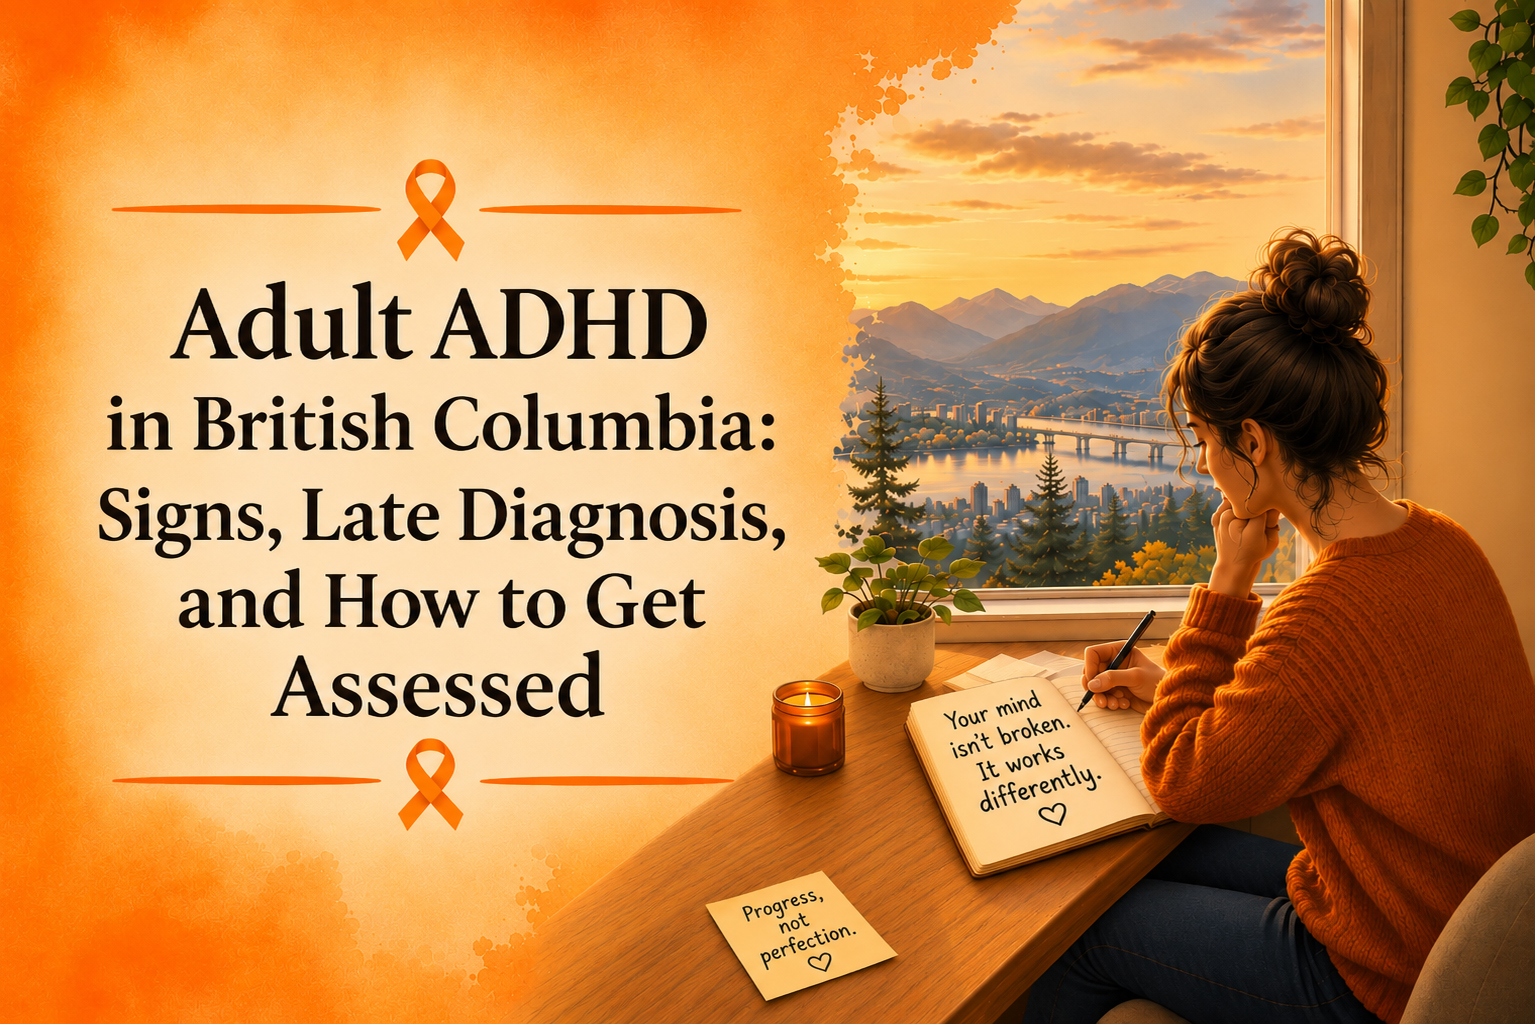 Adult ADHD
in British Columbia:
Signs, Late Diagnosis,
and How to Get
Assessed
Your mind
isn't broken.
It works
differently.
Progress,
not
perfection.